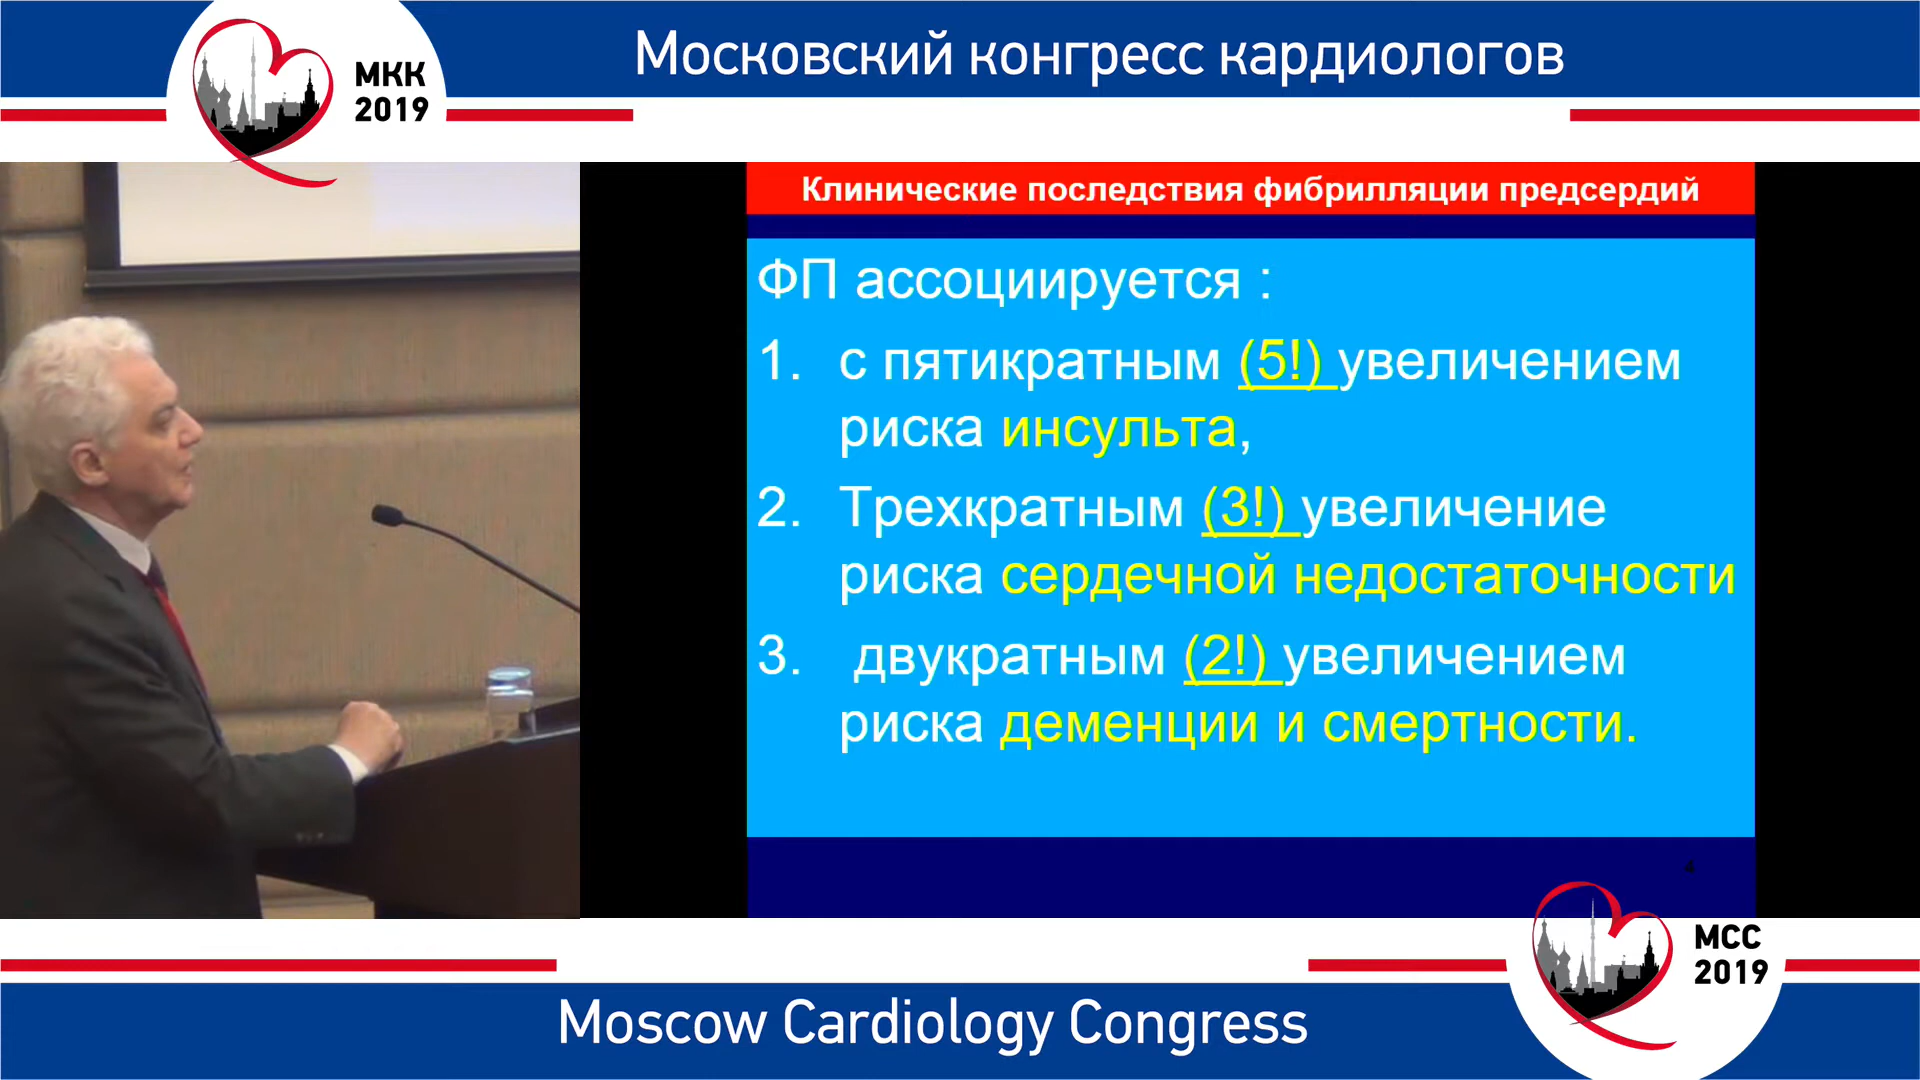 Московский конгресс кардиологов
МКК
2019
Клинические последствия фибрилляции предсердий
ФП ассоциируется :
1. с пятикратным (5!) увеличением
риска инсульта,
2. Трехкратным (3!) увеличение
риска сердечной недостаточности
3. двукратным (2!) увеличением
риска деменции и смертности.
4
MCC
2019
Moscow Cardiology Congress